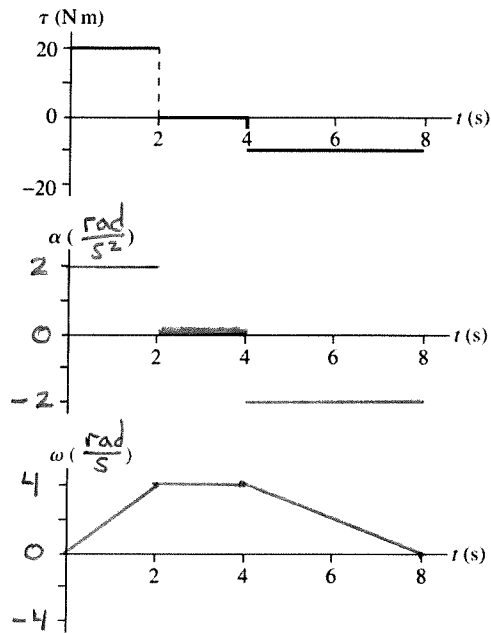 τ (N m)
20
0
2 4 6 8 t (s)
−20
α ( rad/s² )
2
0
2 4 6 8 t (s)
-2
ω ( rad/s )
4
0
2 4 6 8 t (s)
-4